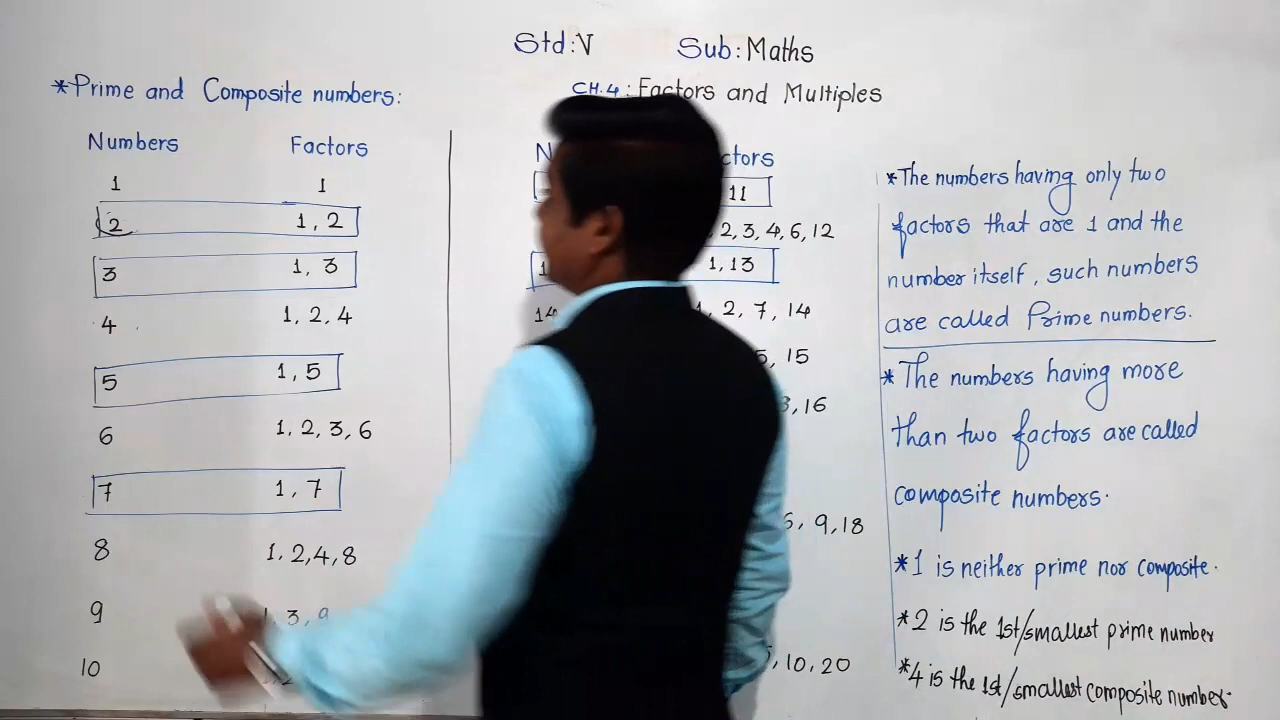 Std:V Sub:Maths
CH.4: Factors and Multiples
*Prime and Composite numbers:
Numbers Factors
1 1
2 1, 2
3 1, 3
4 1, 2, 4
5 1, 5
6 1, 2, 3, 6
7 1, 7
8 1, 2, 4, 8
9 1, 3, 9
10
11
2, 3, 4, 6, 12
1, 13
14 1, 2, 7, 14
5, 15
, 16
, 9, 18
, 10, 20
*The numbers having only two
factors that are 1 and the
number itself, such numbers
are called Prime numbers.
*The numbers having more
than two factors are called
composite numbers.
*1 is neither prime nor composite.
*2 is the 1st/smallest prime number
*4 is the 1st/smallest composite number.